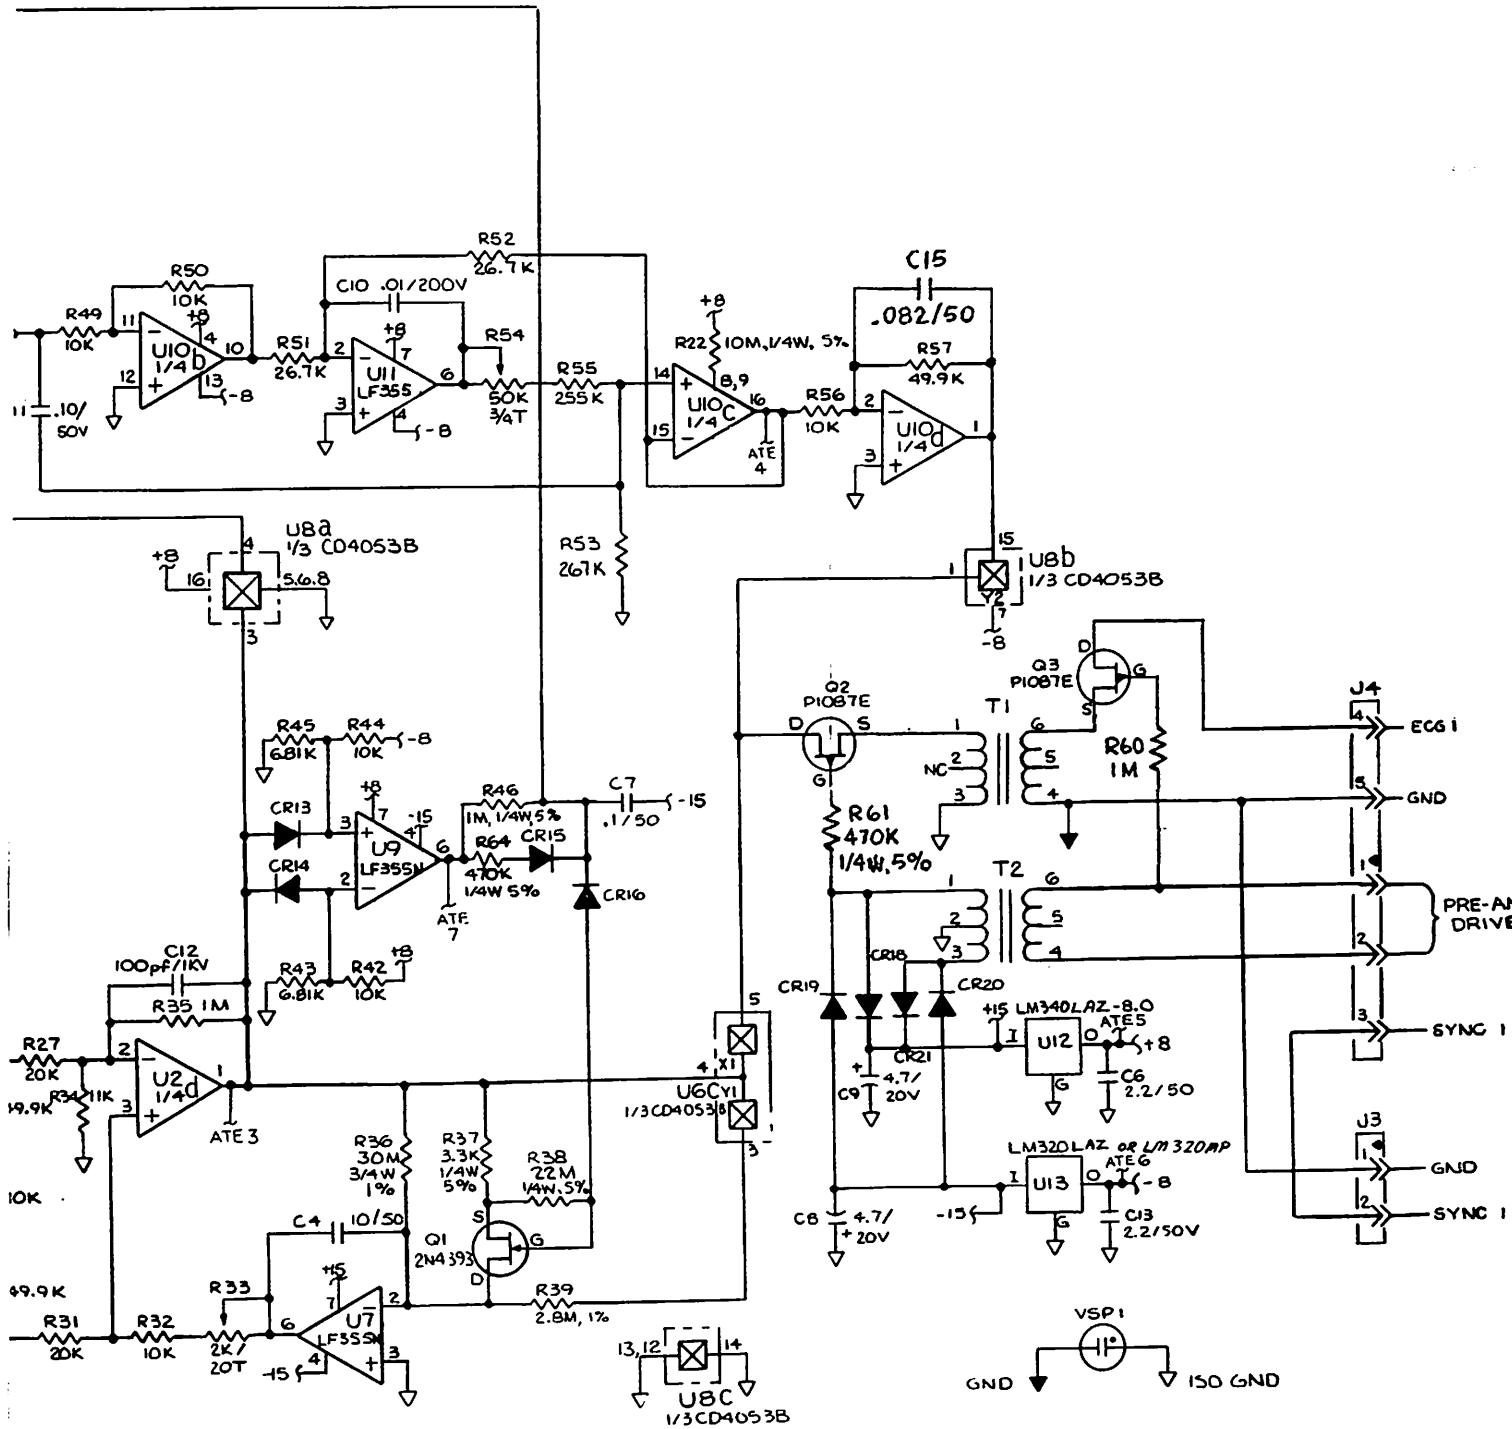 R52
26.7K
C10 .01/200V
C15
.082/50
R50
10K
+8
R49
10K
11
-
4
U10b
1/4
10
12
+
13
-8
R51
26.7K
+8
2
-
7
U11
LF355
6
3
+
4
-8
R54
50K
3/4T
R55
255K
+8
R22
10M, 1/4W, 5%
8,9
14
+
U10C
1/4
16
15
-
ATE
4
R56
10K
R57
49.9K
2
-
U10d
1/4
1
3
+
11
.10/
50V
R53
267K
U8a
1/3 CD4053B
4
+8
16
5.6.8
3
15
U8b
1/3 CD4053B
1
Y2
7
-8
Q2
P1087E
D
S
G
Q3
P1087E
D
G
S
T1
1
2
NC
3
6
5
4
R60
1M
R61
470K
1/4W, 5%
T2
1
2
3
6
5
4
J4
4
ECG 1
5
GND
1
2
PRE-AM
DRIVE
3
SYNC 1
R45
6.81K
R44
10K
-8
CR13
CR14
+8
7
-15
4
3
+
U9
LF355N
6
2
-
ATE
7
R46
1M, 1/4W, 5%
R64
470K
1/4W 5%
CR15
C7
.1/50
-15
CR16
R43
6.81K
R42
10K
+8
C12
100pf/1KV
R35 1M
R27
20K
2
-
U2d
1/4
1
3
+
R34 11K
49.9K
ATE3
R36
30M
3/4W
1%
R37
3.3K
1/4W
5%
R38
22M
1/4W, 5%
10K
C4
10/50
Q1
2N4393
S
G
D
49.9K
R31
20K
R32
10K
R33
2K/
20T
+15
7
6
2
-
U7
LF355N
4
-15
3
+
R39
2.8M, 1%
5
4
X1
U6C
Y1
1/3 CD4053B
3
CR19
CR18
CR20
CR21
+15
LM340LAZ-8.0
ATE5
I
U12
O
+8
G
C9
+
4.7/
20V
C6
2.2/50
LM320LAZ OR LM320MP
ATE6
I
U13
O
-8
G
-15
C8
+
4.7/
20V
C13
2.2/50V
J3
1
GND
2
SYNC 1
13,12
14
U8C
1/3CD4053B
VSP1
GND
ISO GND